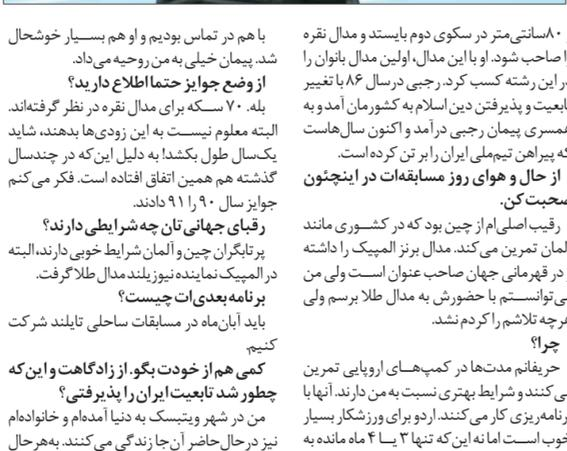 ۸۰سانتی‌متر در سکوی دوم بایستد و مدال نقره
را صاحب شود. او با این مدال، اولین مدال بانوان را
در این رشته کسب کرد. رجبی درسال ۸۶ با تغییر
تابعیت و پذیرفتن دین اسلام به کشورمان آمد و به
همسری پیمان رجبی درآمد و اکنون سال‌هاست
که پیراهن تیم‌ملی ایران را بر تن کرده است.
از حال و هوای روز مسابقه‌ات در اینچئون
صحبت کن.
رقیب اصلی‌ام از چین بود که در کشوری مانند
آلمان تمرین می‌کند. مدال برنز المپیک را داشته
و در قهرمانی جهان صاحب عنوان است ولی من
می‌توانستم با حضورش به مدال طلا برسم ولی
هرچه تلاشم را کردم نشد.
چرا؟
حریفانم مدت‌ها در کمپ‌های اروپایی تمرین
می‌کنند و شرایط بهتری نسبت به من دارند. آنها با
برنامه‌ریزی کار می‌کنند. اردو برای ورزشکار بسیار
خوب است اما نه این‌که تنها ۳ یا ۴ ماه مانده به
با هم در تماس بودیم و او هم بسیار خوشحال
شد. پیمان خیلی به من روحیه می‌داد.
از وضع جوایز حتما اطلاع دارید؟
بله. ۷۰ سکه برای مدال نقره در نظر گرفته‌اند.
البته معلوم نیست به این زودی‌ها بدهند، شاید
یک‌سال طول بکشد! به دلیل این‌که در چندسال
گذشته هم همین اتفاق افتاده است. فکر می‌کنم
جوایز سال ۹۰ را ۹۱ دادند.
رقبای جهانی‌تان چه شرایطی دارند؟
پرتابگران چین و آلمان شرایط خوبی دارند، البته
در المپیک نماینده نیوزیلند مدال طلا گرفت.
برنامه بعدی‌ات چیست؟
باید آبان‌ماه در مسابقات ساحلی تایلند شرکت
کنیم.
کمی هم از خودت بگو. از زادگاهت و این‌که
چطور شد تابعیت ایران را پذیرفتی؟
من در شهر ویتبسک به دنیا آمده‌ام و خانواده‌ام
نیز درحال‌حاضر آن‌جا زندگی می‌کنند. به‌هرحال